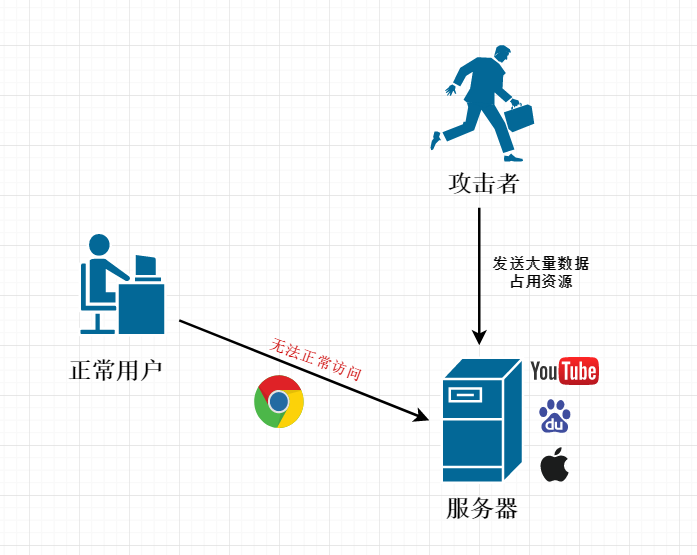 攻击者
发送大量数据
占用资源
正常用户
无法正常访问
YouTube
du
服务器